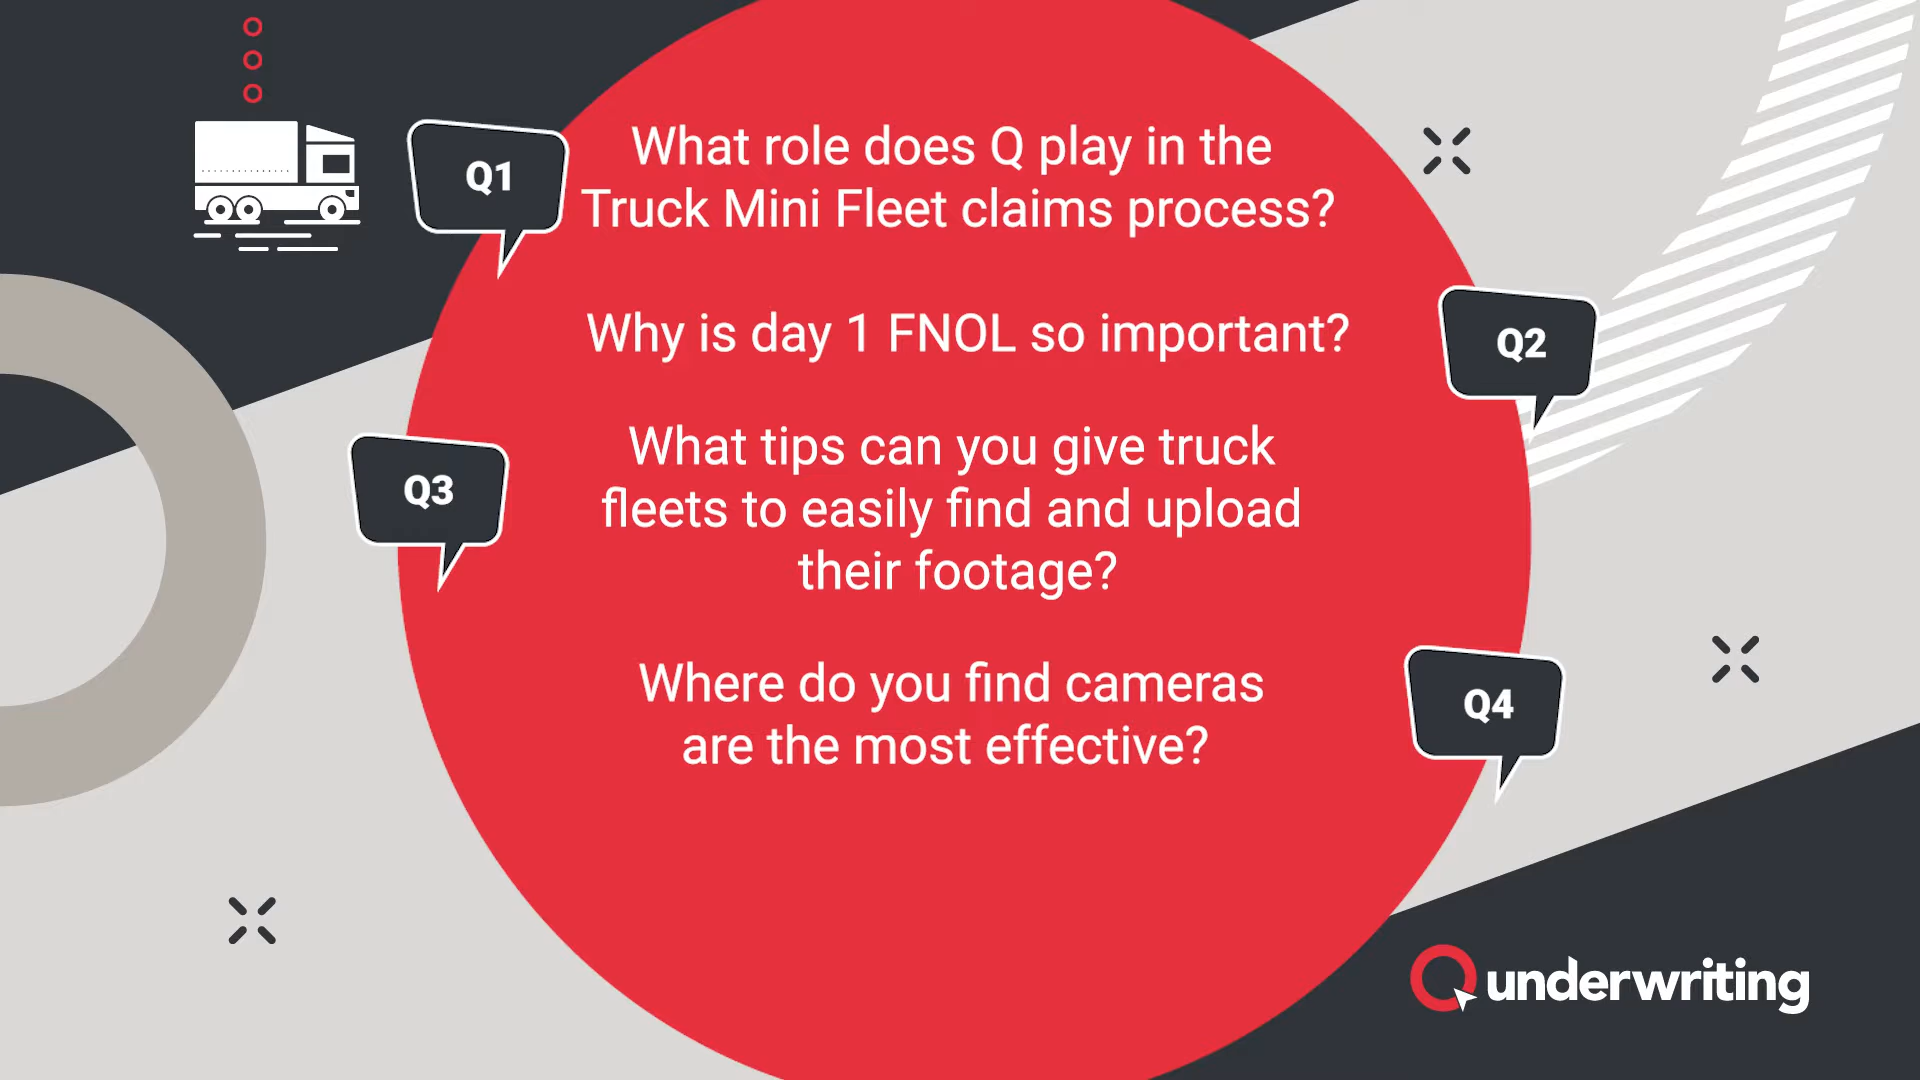 Q1
What role does Q play in the
Truck Mini Fleet claims process?
Why is day 1 FNOL so important?
Q2
Q3
What tips can you give truck
fleets to easily find and upload
their footage?
Where do you find cameras
are the most effective?
Q4
Q underwriting